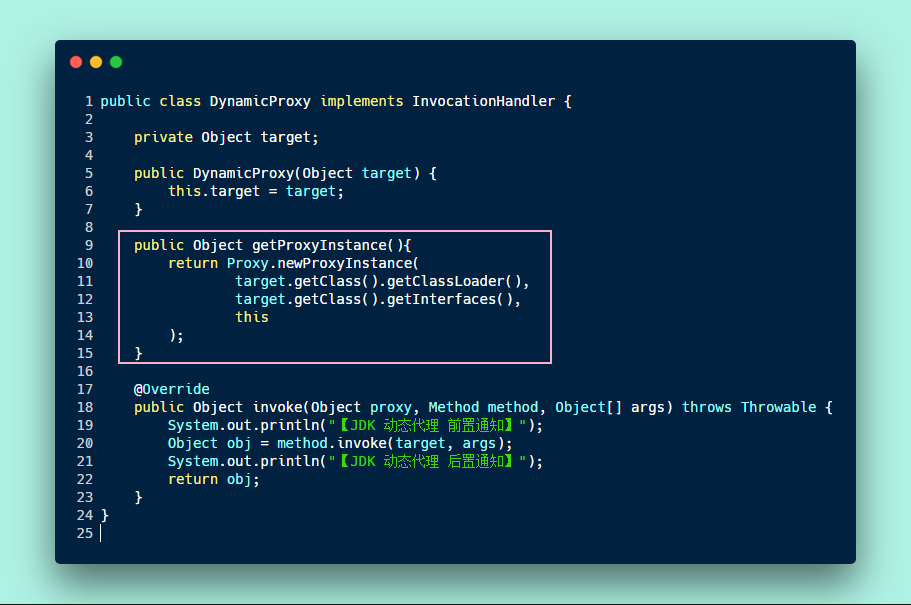 1 public class DynamicProxy implements InvocationHandler {
2
3     private Object target;
4
5     public DynamicProxy(Object target) {
6         this.target = target;
7     }
8
9     public Object getProxyInstance(){
10         return Proxy.newProxyInstance(
11                 target.getClass().getClassLoader(),
12                 target.getClass().getInterfaces(),
13                 this
14         );
15     }
16
17     @Override
18     public Object invoke(Object proxy, Method method, Object[] args) throws Throwable {
19         System.out.println("【JDK 动态代理 前置通知】");
20         Object obj = method.invoke(target, args);
21         System.out.println("【JDK 动态代理 后置通知】");
22         return obj;
23     }
24 }
25